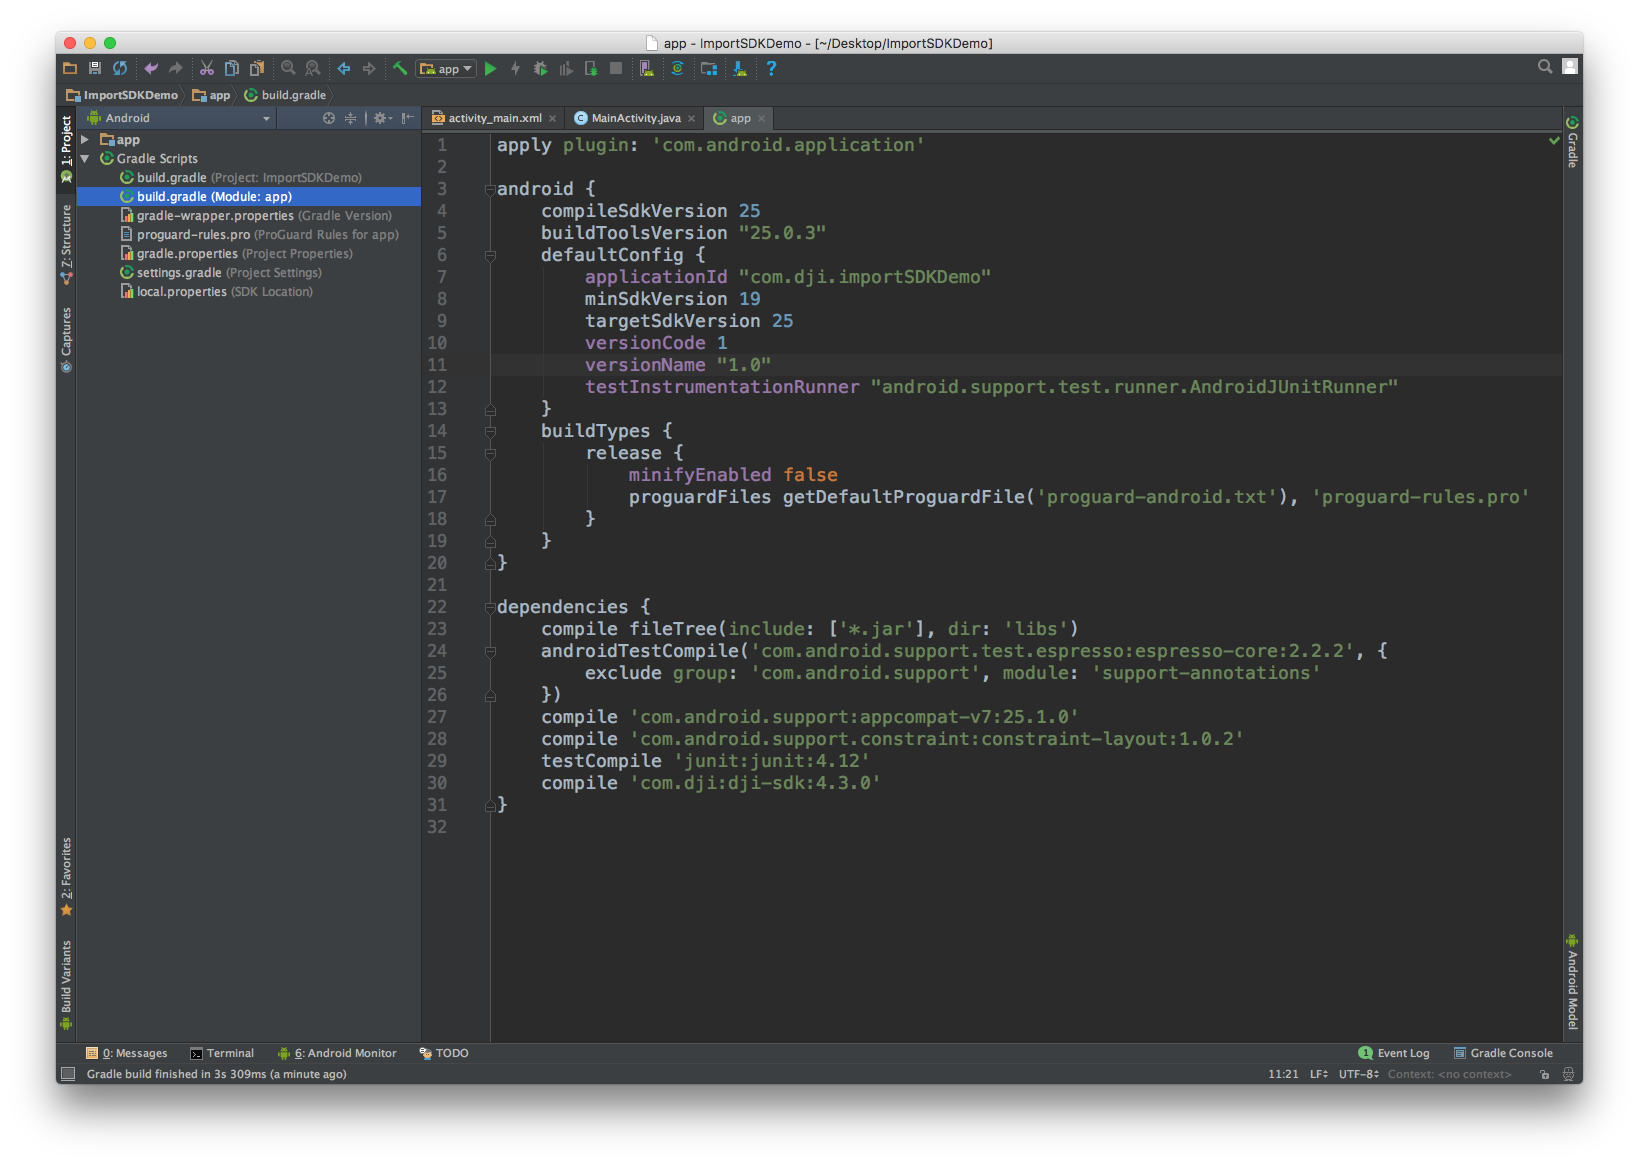 app - ImportSDKDemo - [~/Desktop/ImportSDKDemo]
app
ImportSDKDemo app build.gradle
Android
activity_main.xml MainActivity.java app
1: Project
7: Structure
Captures
2: Favorites
Build Variants
app
Gradle Scripts
build.gradle (Project: ImportSDKDemo)
build.gradle (Module: app)
gradle-wrapper.properties (Gradle Version)
proguard-rules.pro (ProGuard Rules for app)
gradle.properties (Project Properties)
settings.gradle (Project Settings)
local.properties (SDK Location)
1 apply plugin: 'com.android.application'
2
3 android {
4     compileSdkVersion 25
5     buildToolsVersion "25.0.3"
6     defaultConfig {
7         applicationId "com.dji.importSDKDemo"
8         minSdkVersion 19
9         targetSdkVersion 25
10         versionCode 1
11         versionName "1.0"
12         testInstrumentationRunner "android.support.test.runner.AndroidJUnitRunner"
13     }
14     buildTypes {
15         release {
16             minifyEnabled false
17             proguardFiles getDefaultProguardFile('proguard-android.txt'), 'proguard-rules.pro'
18         }
19     }
20 }
21
22 dependencies {
23     compile fileTree(include: ['*.jar'], dir: 'libs')
24     androidTestCompile('com.android.support.test.espresso:espresso-core:2.2.2', {
25         exclude group: 'com.android.support', module: 'support-annotations'
26     })
27     compile 'com.android.support:appcompat-v7:25.1.0'
28     compile 'com.android.support.constraint:constraint-layout:1.0.2'
29     testCompile 'junit:junit:4.12'
30     compile 'com.dji:dji-sdk:4.3.0'
31 }
32
Gradle
Android Model
0: Messages Terminal 6: Android Monitor TODO 1 Event Log Gradle Console
Gradle build finished in 3s 309ms (a minute ago) 11:21 LF UTF-8 Context: <no context>